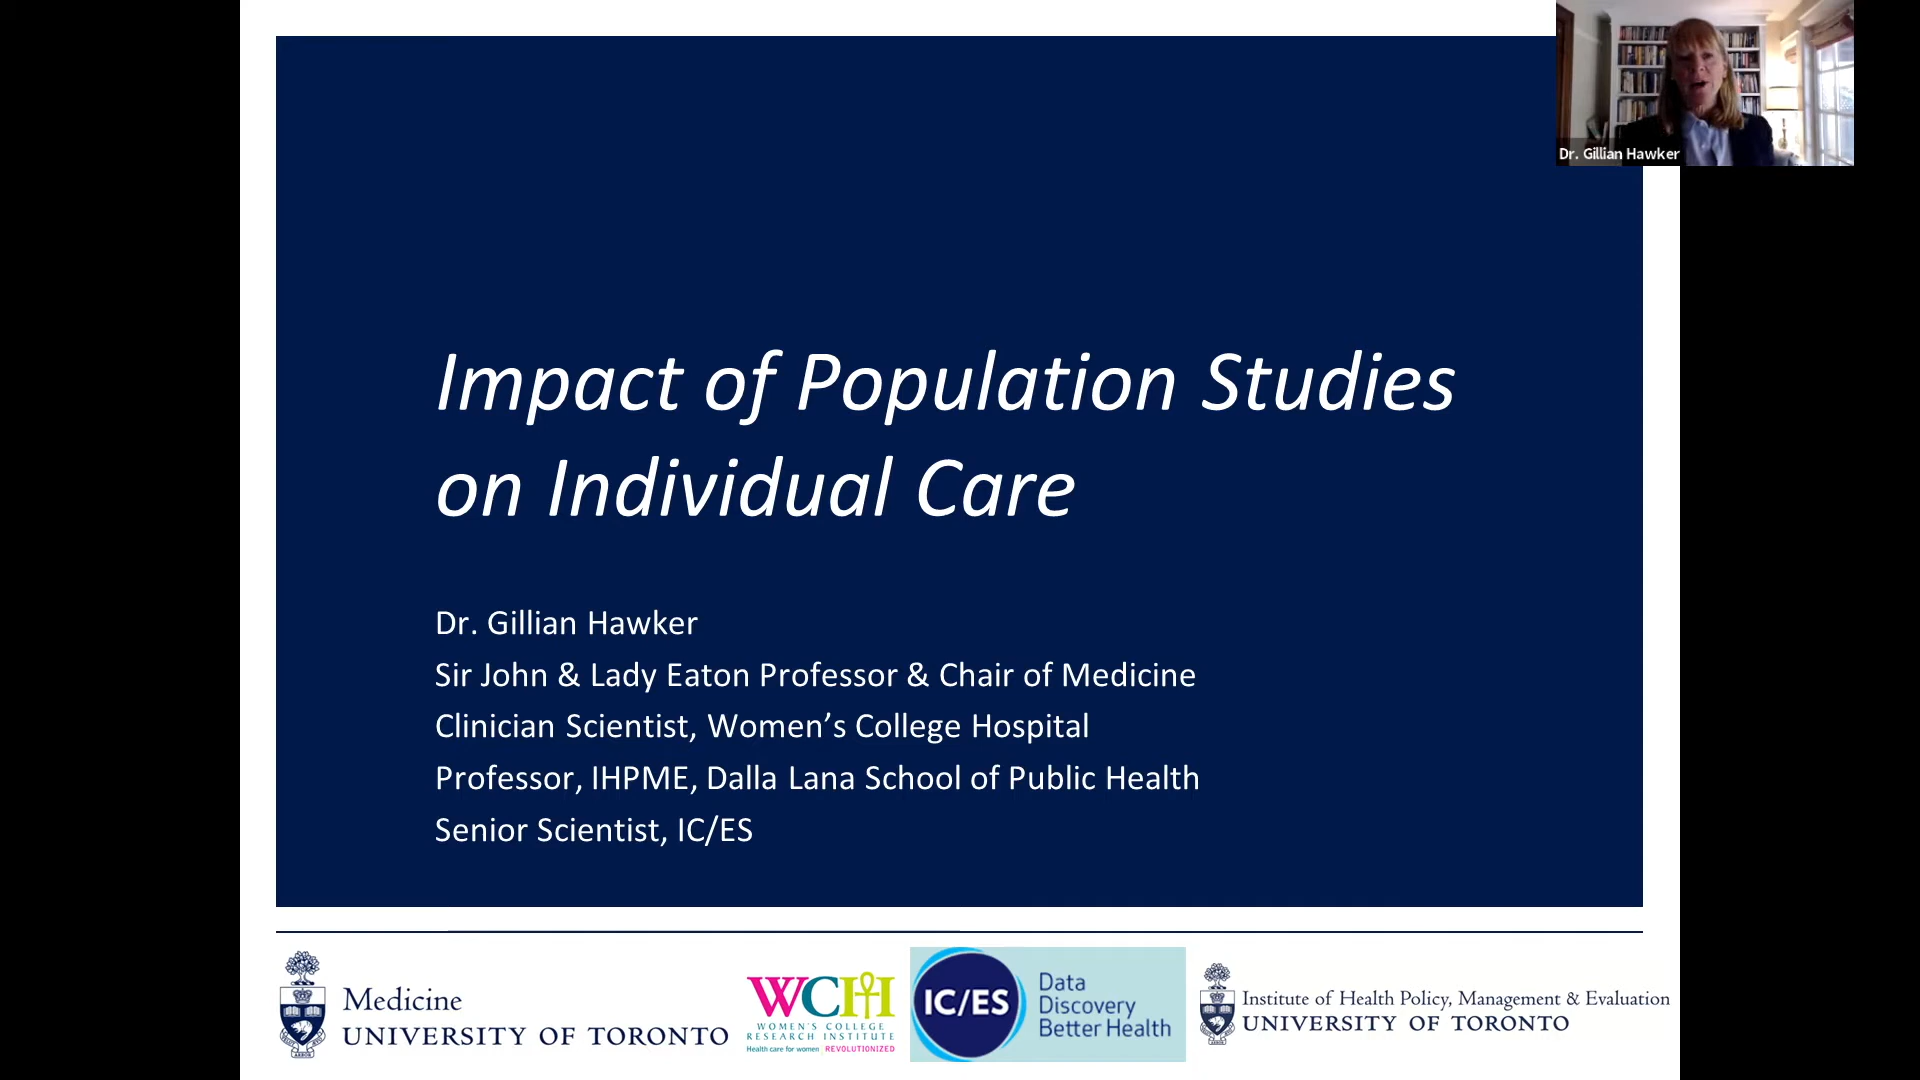 Dr. Gillian Hawker
Impact of Population Studies
on Individual Care
Dr. Gillian Hawker
Sir John & Lady Eaton Professor & Chair of Medicine
Clinician Scientist, Women’s College Hospital
Professor, IHPME, Dalla Lana School of Public Health
Senior Scientist, IC/ES
Medicine
UNIVERSITY OF TORONTO
WCH
WOMEN'S COLLEGE
RESEARCH INSTITUTE
Health care for women REVOLUTIONIZED
IC/ES
Data
Discovery
Better Health
Institute of Health Policy, Management & Evaluation
UNIVERSITY OF TORONTO